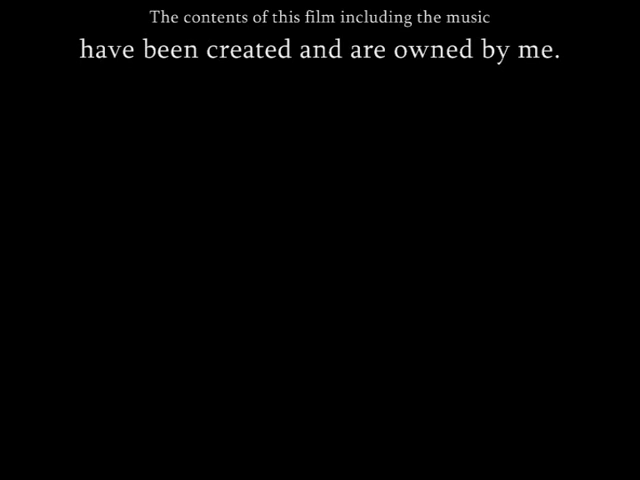 The contents of this film including the music
have been created and are owned by me.